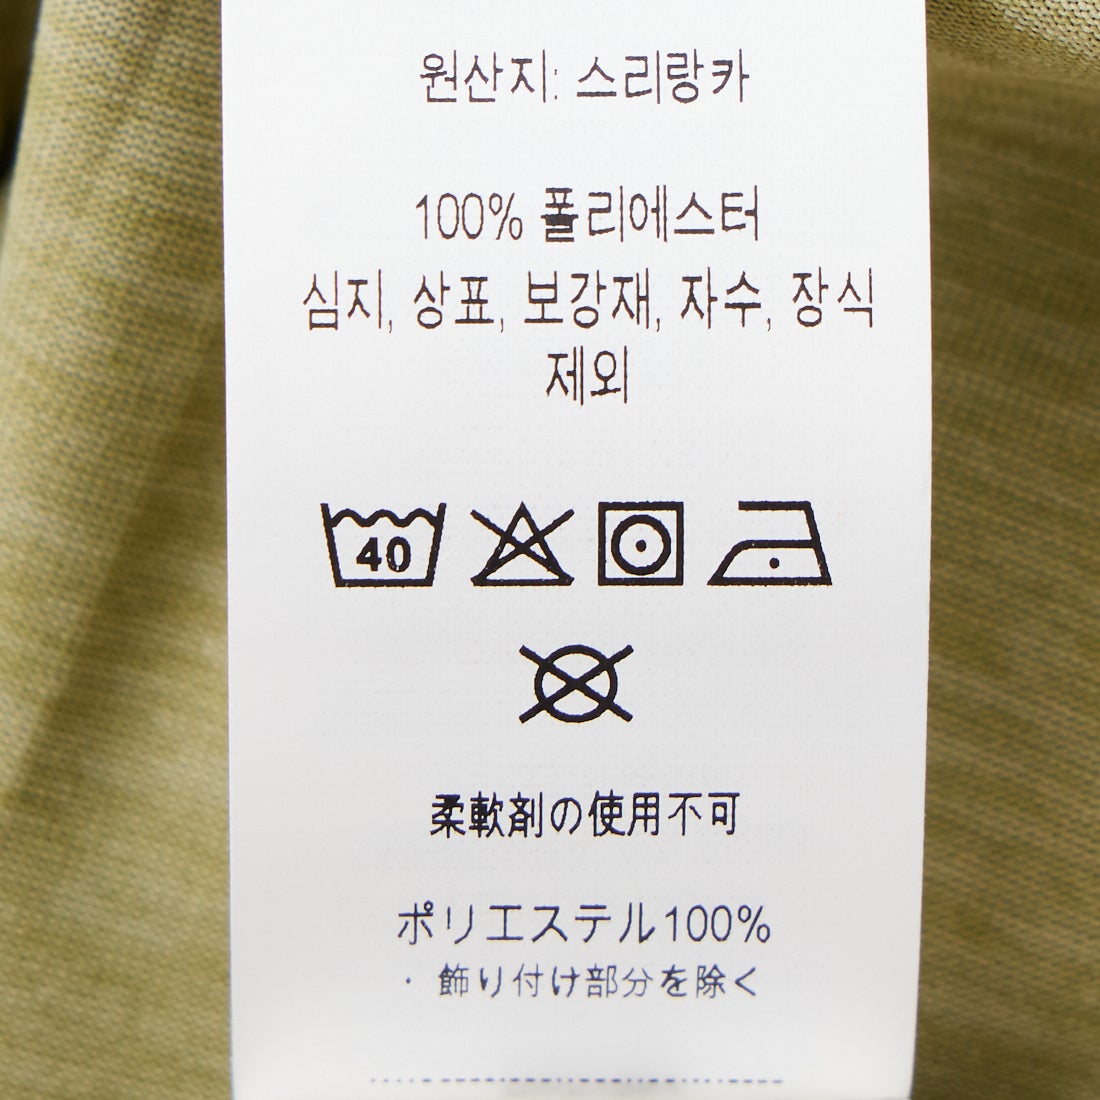 원산지: 스리랑카
100% 폴리에스터
심지, 상표, 보강재, 자수, 장식
제외
40
柔軟剤の使用不可
ポリエステル100%
・飾り付け部分を除く